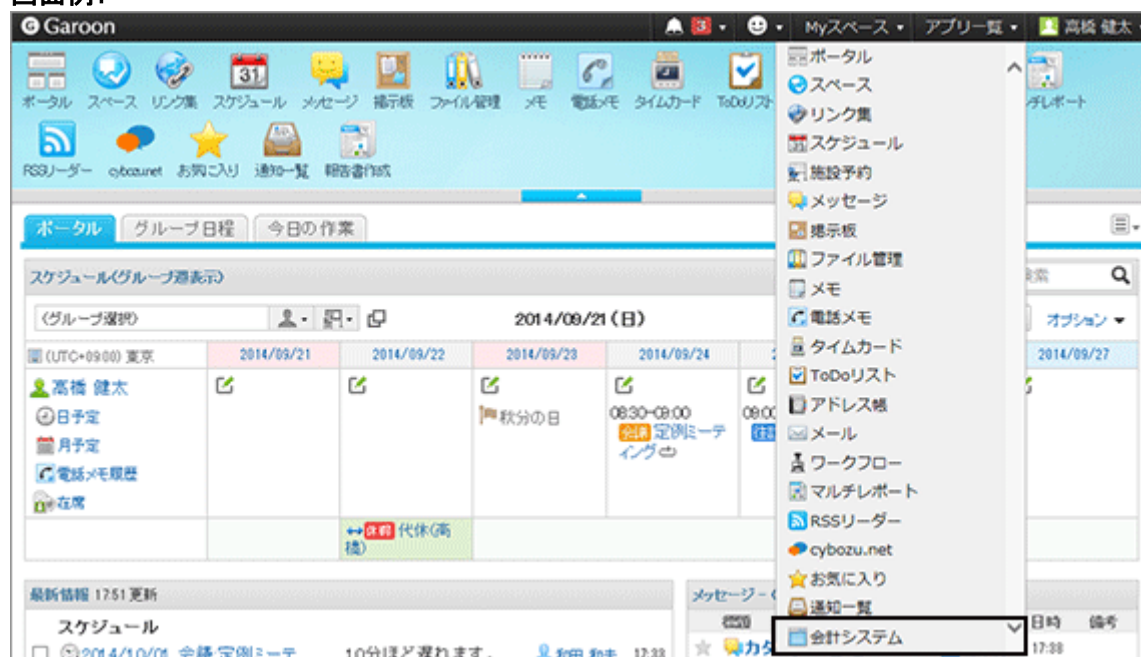 Garoon 3 Myスペース アプリ一覧 高橋 健太
ポータル スペース リンク集 スケジュール メッセージ 掲示板 ファイル管理 メモ 電話メモ タイムカード ToDoリスト
RSSリーダー cybozu.net お気に入り 通知一覧 報告書作成
ポータル グループ日程 今日の作業
スケジュール(グループ週表示)
(グループ選択) 2014/09/21(日) オプション
(UTC+09:00) 東京 2014/09/21 2014/09/22 2014/09/23 2014/09/24 2014/09/27
高橋 健太
日予定
月予定
電話メモ履歴
在席
秋分の日
08:30-09:00
会議 定例ミーテ
ィング
休暇 代休(高
橋)
最新情報 17:51 更新
スケジュール
2014/10/01 会議:定例ミーテ 10分ほど遅れます。 和田 和夫 17:38
ポータル
スペース
リンク集
スケジュール
施設予約
メッセージ
掲示板
ファイル管理
メモ
電話メモ
タイムカード
ToDoリスト
アドレス帳
メール
ワークフロー
マルチレポート
RSSリーダー
cybozu.net
お気に入り
通知一覧
会計システム
日時 備考
17:38